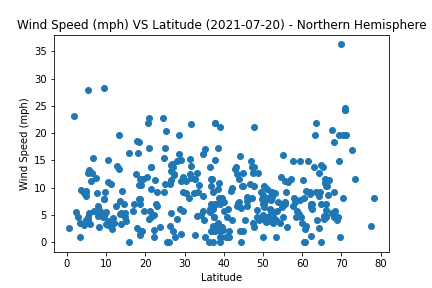 Wind Speed (mph) VS Latitude (2021-07-20) - Northern Hemisphere
35
30
25
20
15
10
5
0
Wind Speed (mph)
0 10 20 30 40 50 60 70 80
Latitude